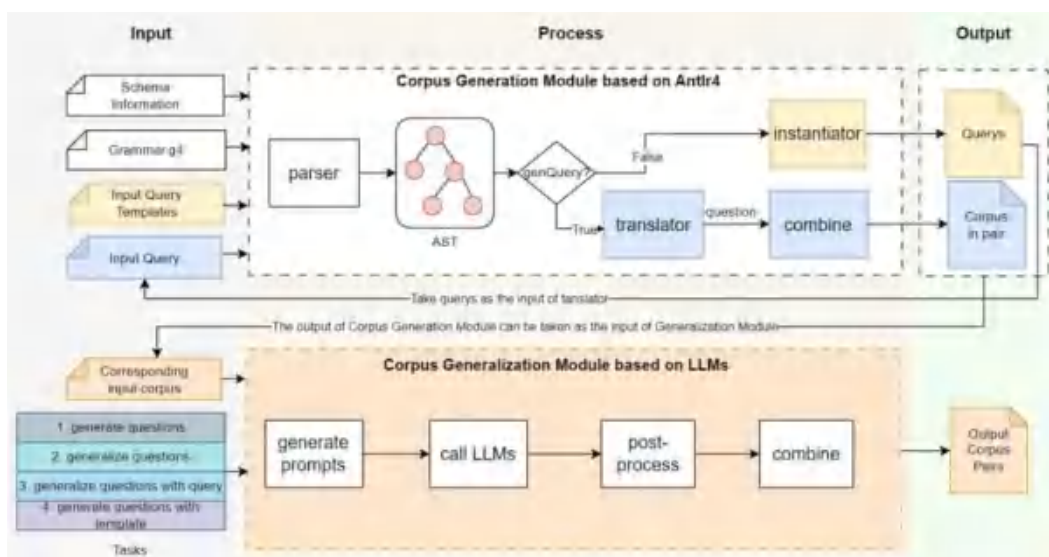 Input
Process
Output
Corpus Generation Module based on Antlr4
Schema
Information
Grammar.g4
Input Query
Templates
Input Query
parser
AST
genQuery?
False
True
instantiator
translator
question
combine
Querys
Corpus
in pair
Take querys as the input of tanslator
The output of Corpus Generation Module can be taken as the input of Generalization Module
Corpus Generalization Module based on LLMs
Corresponding
input-corpus
1. generate questions
2. generalize questions
3. generalize questions with query
4. generate questions with
template
Tasks
generate
prompts
call LLMs
post-
process
combine
Output
Corpus
Pairs